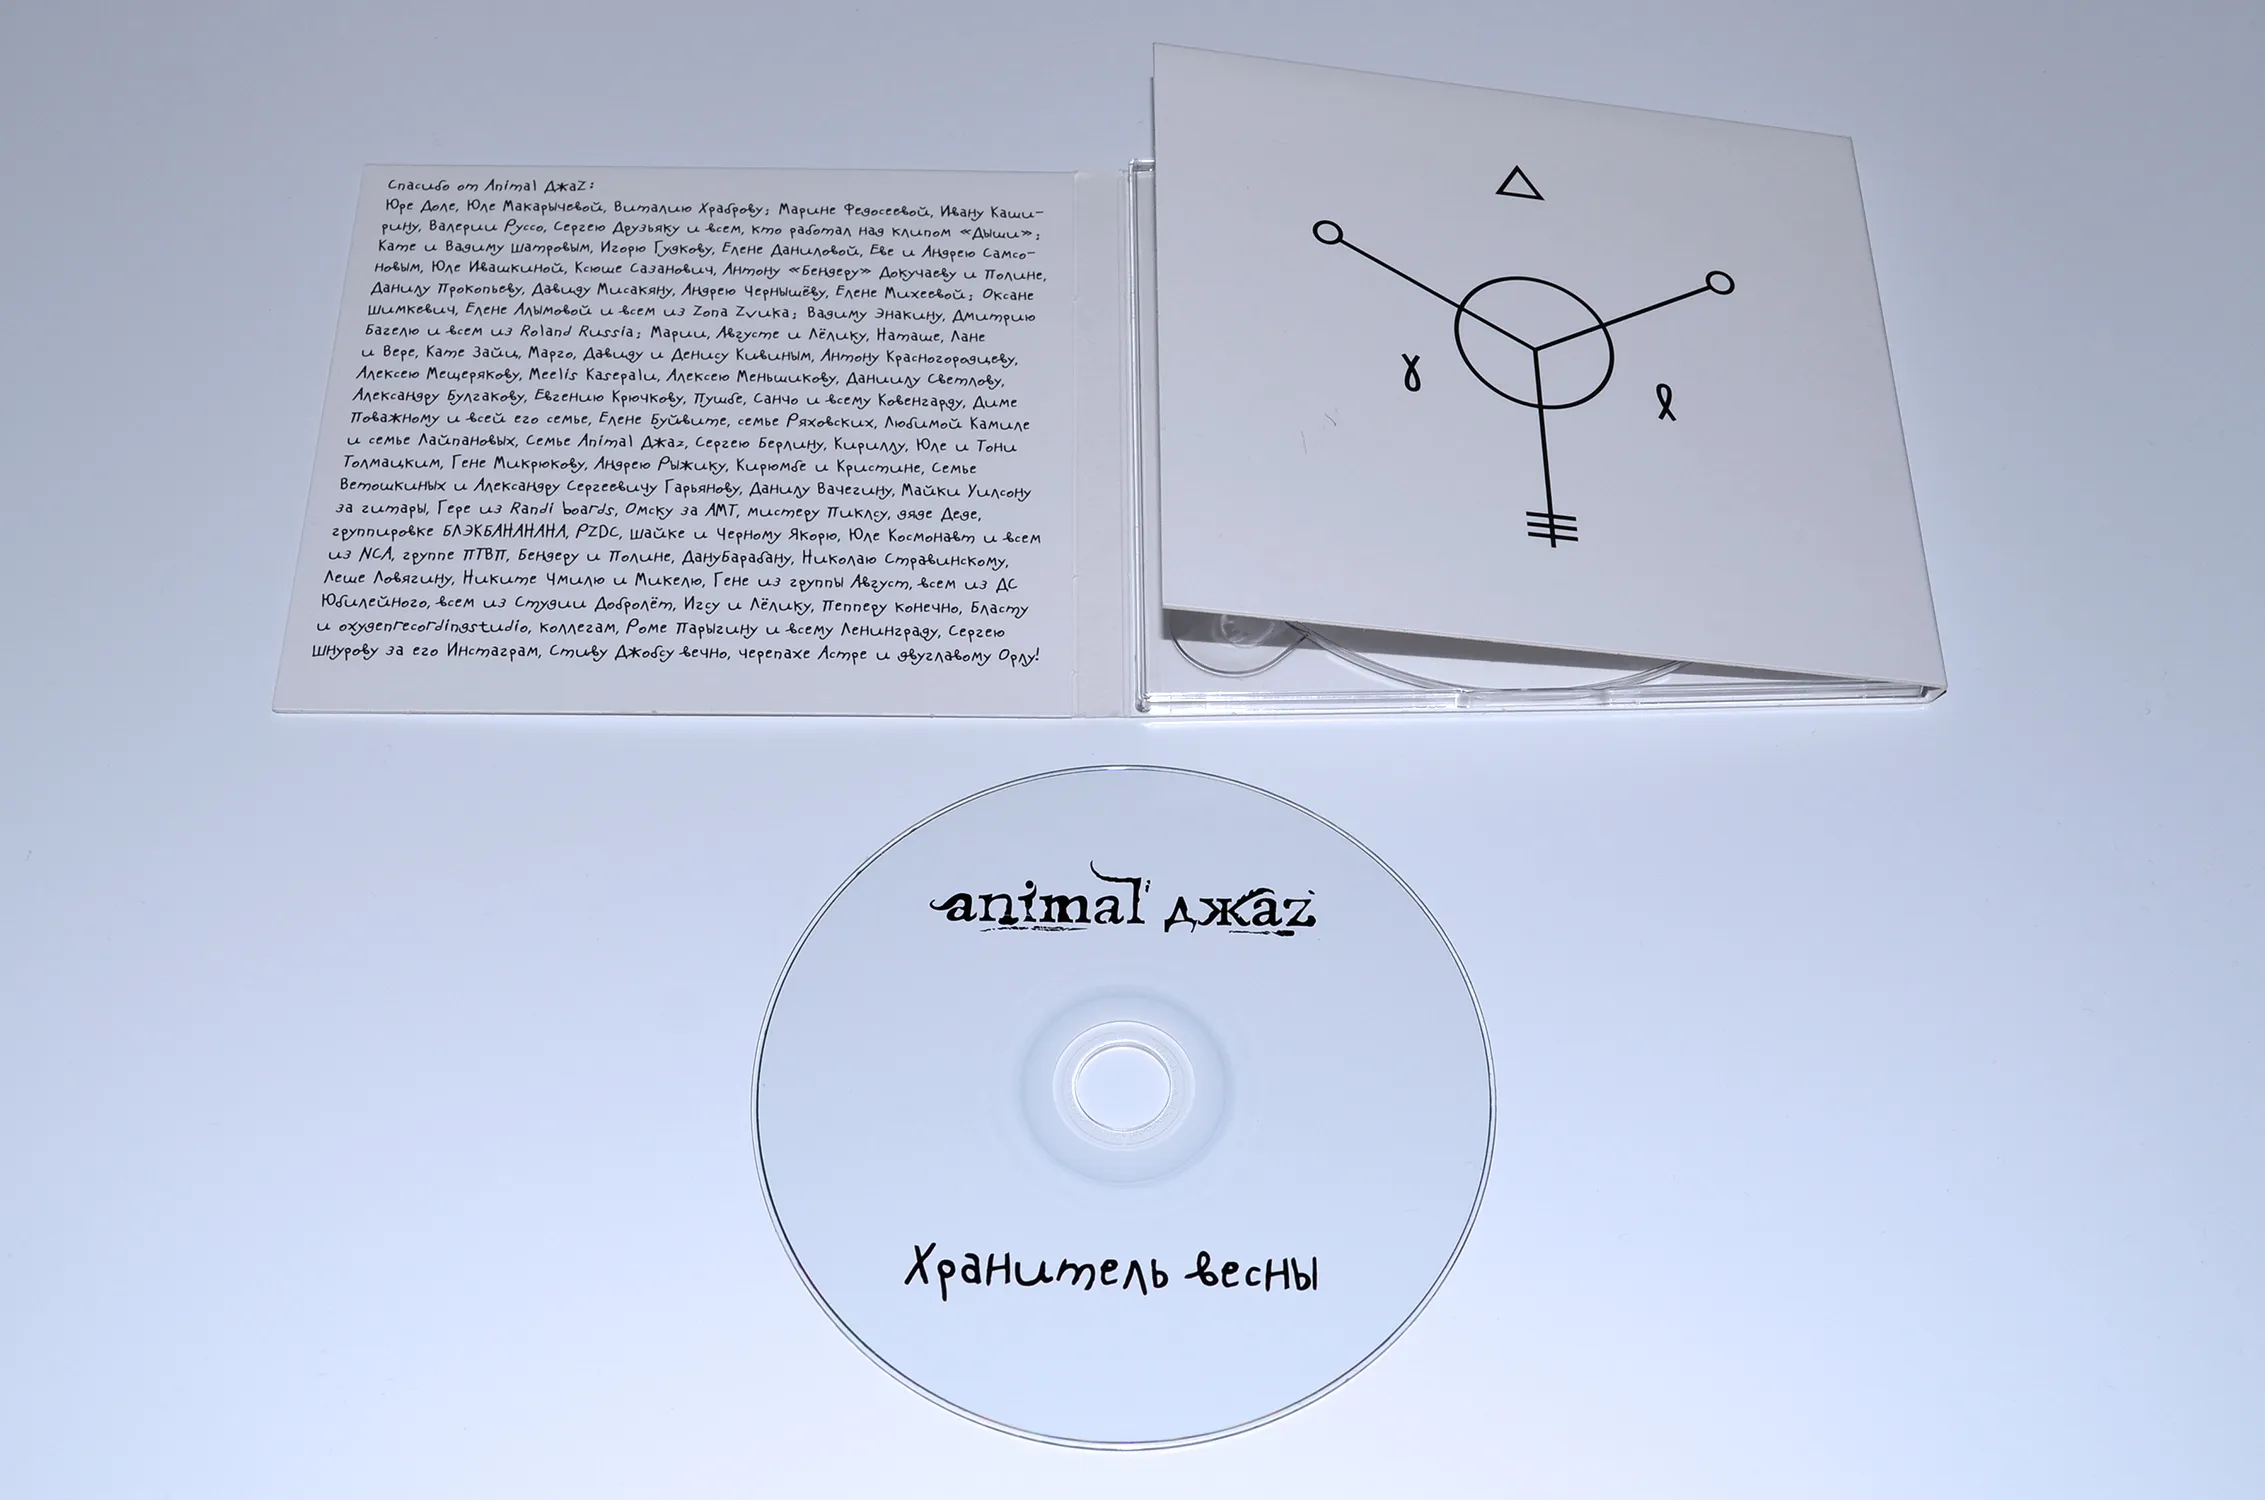 Спасибо от Animal ДжаZ:
Юре Доле, Юле Макарычевой, Виталию Храброву; Марине Федосеевой, Ивану Каши-
рину, Валерии Руссо, Сергею Друзьяку и всем, кто работал над клипом «Дыши»;
Кате и Вадиму Шатровым, Игорю Гудкову, Елене Даниловой, Еве и Андрею Самсо-
новым, Юле Ивашкиной, Ксюше Сазанович, Антону «Бендеру» Докучаеву и Полине,
Данилу Прокопьеву, Давиду Мисакяну, Андрею Чернышёву, Елене Михеевой; Оксане
Шимкевич, Елене Алымовой и всем из Zona Zvuka; Вадиму Энакину, Дмитрию
Багелю и всем из Roland Russia; Марии, Августе и Лёлику, Наташе, Лане
и Вере, Кате Зайц, Марго, Давиду и Денису Кивиным, Антону Красногородцеву,
Алексею Мещерякову, Meelis Kasepalu, Алексею Меньшикову, Даниилу Светлову,
Александру Булгакову, Евгению Крючкову, Пушбе, Санчо и всему Ковенгарду, Диме
Поважному и всей его семье, Елене Буйвите, семье Ряховских, Любимой Камиле
и семье Лайпановых, Семье Animal Джаz, Сергею Берлину, Кириллу, Юле и Тони
Толмацким, Гене Микрюкову, Андрею Рыжику, Кирюмбе и Кристине, Семье
Ветошкиных и Александру Сергеевичу Гарьянову, Данилу Вачегину, Майки Уилсону
за гитары, Гере из Randi boards, Омску за АМТ, мистеру Пиклсу, дяде Деде,
группировке БЛЭКБАНАНАНА, PZDC, Шайке и Черному Якорю, Юле Космонавт и всем
из NCA, группе ПТВП, Бендеру и Полине, ДануБарабану, Николаю Стравинскому,
Леше Ловягину, Никите Чмилю и Микелю, Гене из группы Август, всем из ДС
Юбилейного, всем из Студии Добролёт, Игсу и Лёлику, Пепперу конечно, Бласту
и oxygenrecordingstudio, коллегам, Роме Парыгину и всему Ленинграду, Сергею
Шнурову за его Инстаграм, Стиву Джобсу вечно, черепахе Астре и двуглавому Орлу!
animal джаz
Хранитель весны